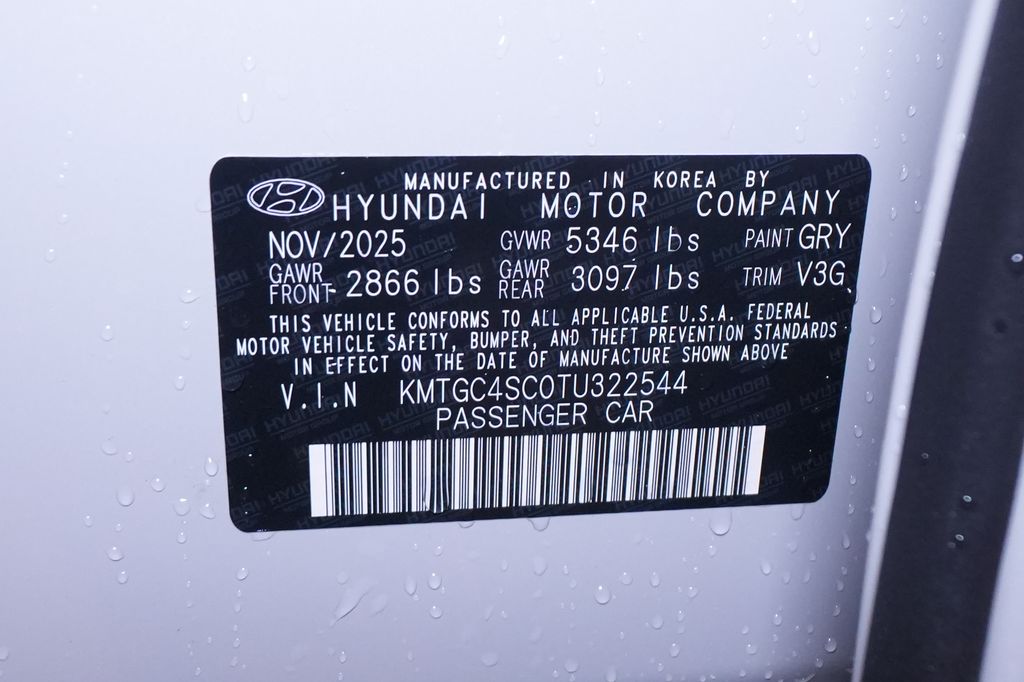 MANUFACTURED IN KOREA BY
HYUNDAI MOTOR COMPANY
NOV/2025 GVWR 5346 lbs PAINT GRY
GAWR FRONT 2866 lbs GAWR REAR 3097 lbs TRIM V3G
THIS VEHICLE CONFORMS TO ALL APPLICABLE U.S.A. FEDERAL
MOTOR VEHICLE SAFETY, BUMPER, AND THEFT PREVENTION STANDARDS
IN EFFECT ON THE DATE OF MANUFACTURE SHOWN ABOVE
V.I.N KMTGC4SC0TU322544
PASSENGER CAR